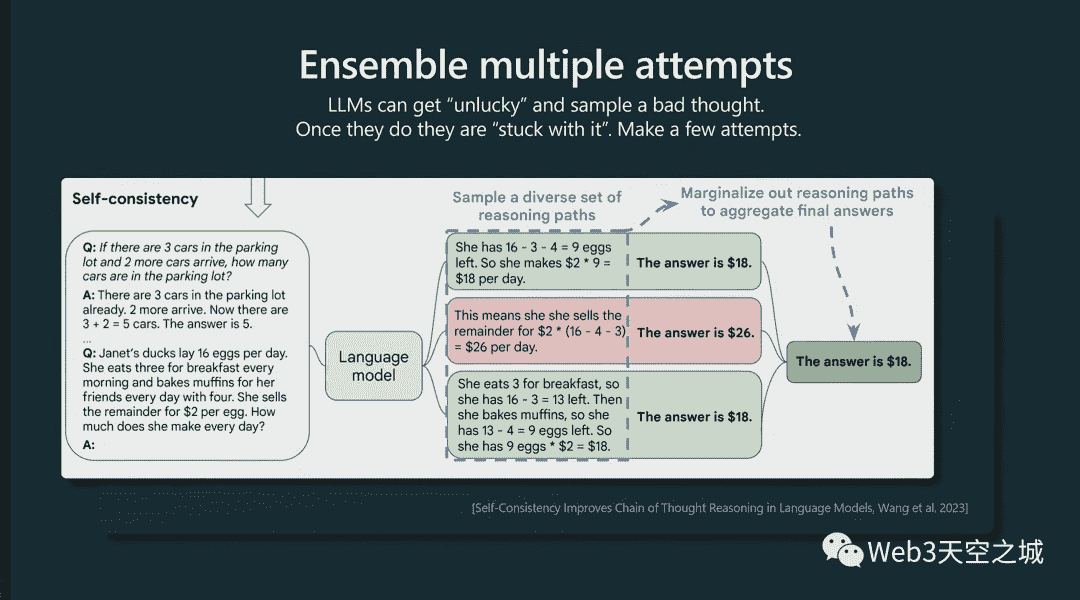 Ensemble multiple attempts
LLMs can get “unlucky” and sample a bad thought.
Once they do they are “stuck with it”. Make a few attempts.
Self-consistency
Q: If there are 3 cars in the parking
lot and 2 more cars arrive, how many
cars are in the parking lot?
A: There are 3 cars in the parking lot
already. 2 more arrive. Now there are
3 + 2 = 5 cars. The answer is 5.
...
Q: Janet's ducks lay 16 eggs per day.
She eats three for breakfast every
morning and bakes muffins for her
friends every day with four. She sells
the remainder for $2 per egg. How
much does she make every day?
A:
Language
model
Sample a diverse set of
reasoning paths
She has 16 - 3 - 4 = 9 eggs
left. So she makes $2 * 9 =
$18 per day.
The answer is $18.
This means she she sells the
remainder for $2 * (16 - 4 - 3)
= $26 per day.
The answer is $26.
She eats 3 for breakfast, so
she has 16 - 3 = 13 left. Then
she bakes muffins, so she
has 13 - 4 = 9 eggs left. So
she has 9 eggs * $2 = $18.
The answer is $18.
Marginalize out reasoning paths
to aggregate final answers
The answer is $18.
[Self-Consistency Improves Chain of Thought Reasoning in Language Models, Wang et al. 2023]
Web3天空之城